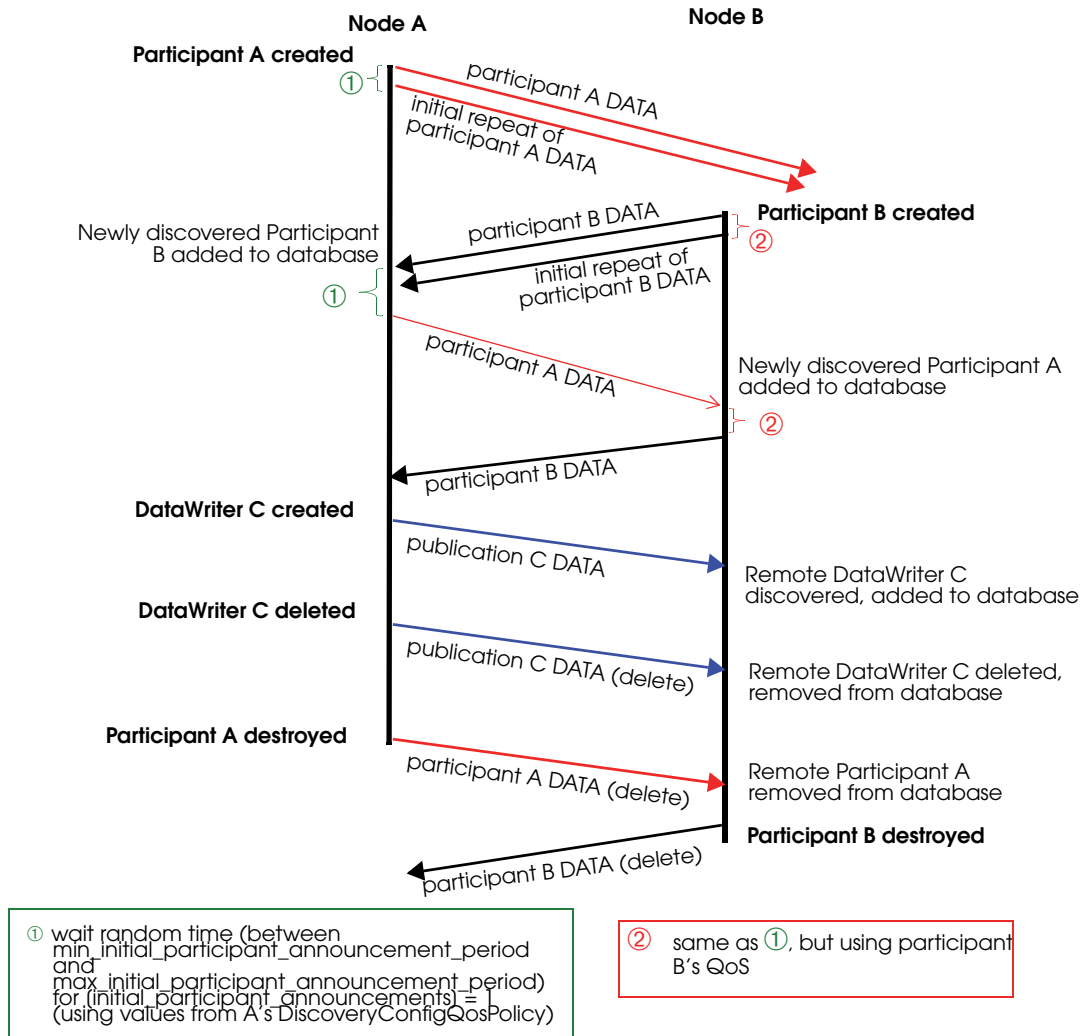 Node A
Node B
Participant A created
①
participant A DATA
initial repeat of
participant A DATA
Participant B created
participant B DATA
②
Newly discovered Participant
B added to database
initial repeat of
participant B DATA
①
participant A DATA
Newly discovered Participant A
added to database
②
participant B DATA
DataWriter C created
publication C DATA
Remote DataWriter C
discovered, added to database
DataWriter C deleted
publication C DATA (delete)
Remote DataWriter C deleted,
removed from database
Participant A destroyed
participant A DATA (delete)
Remote Participant A
removed from database
Participant B destroyed
participant B DATA (delete)
① wait random time (between
min_initial_participant_announcement_period
and
max_initial_participant_announcement_period)
for (initial_participant_announcements) = 1
(using values from A's DiscoveryConfigQosPolicy)
② same as ①, but using participant
B's QoS